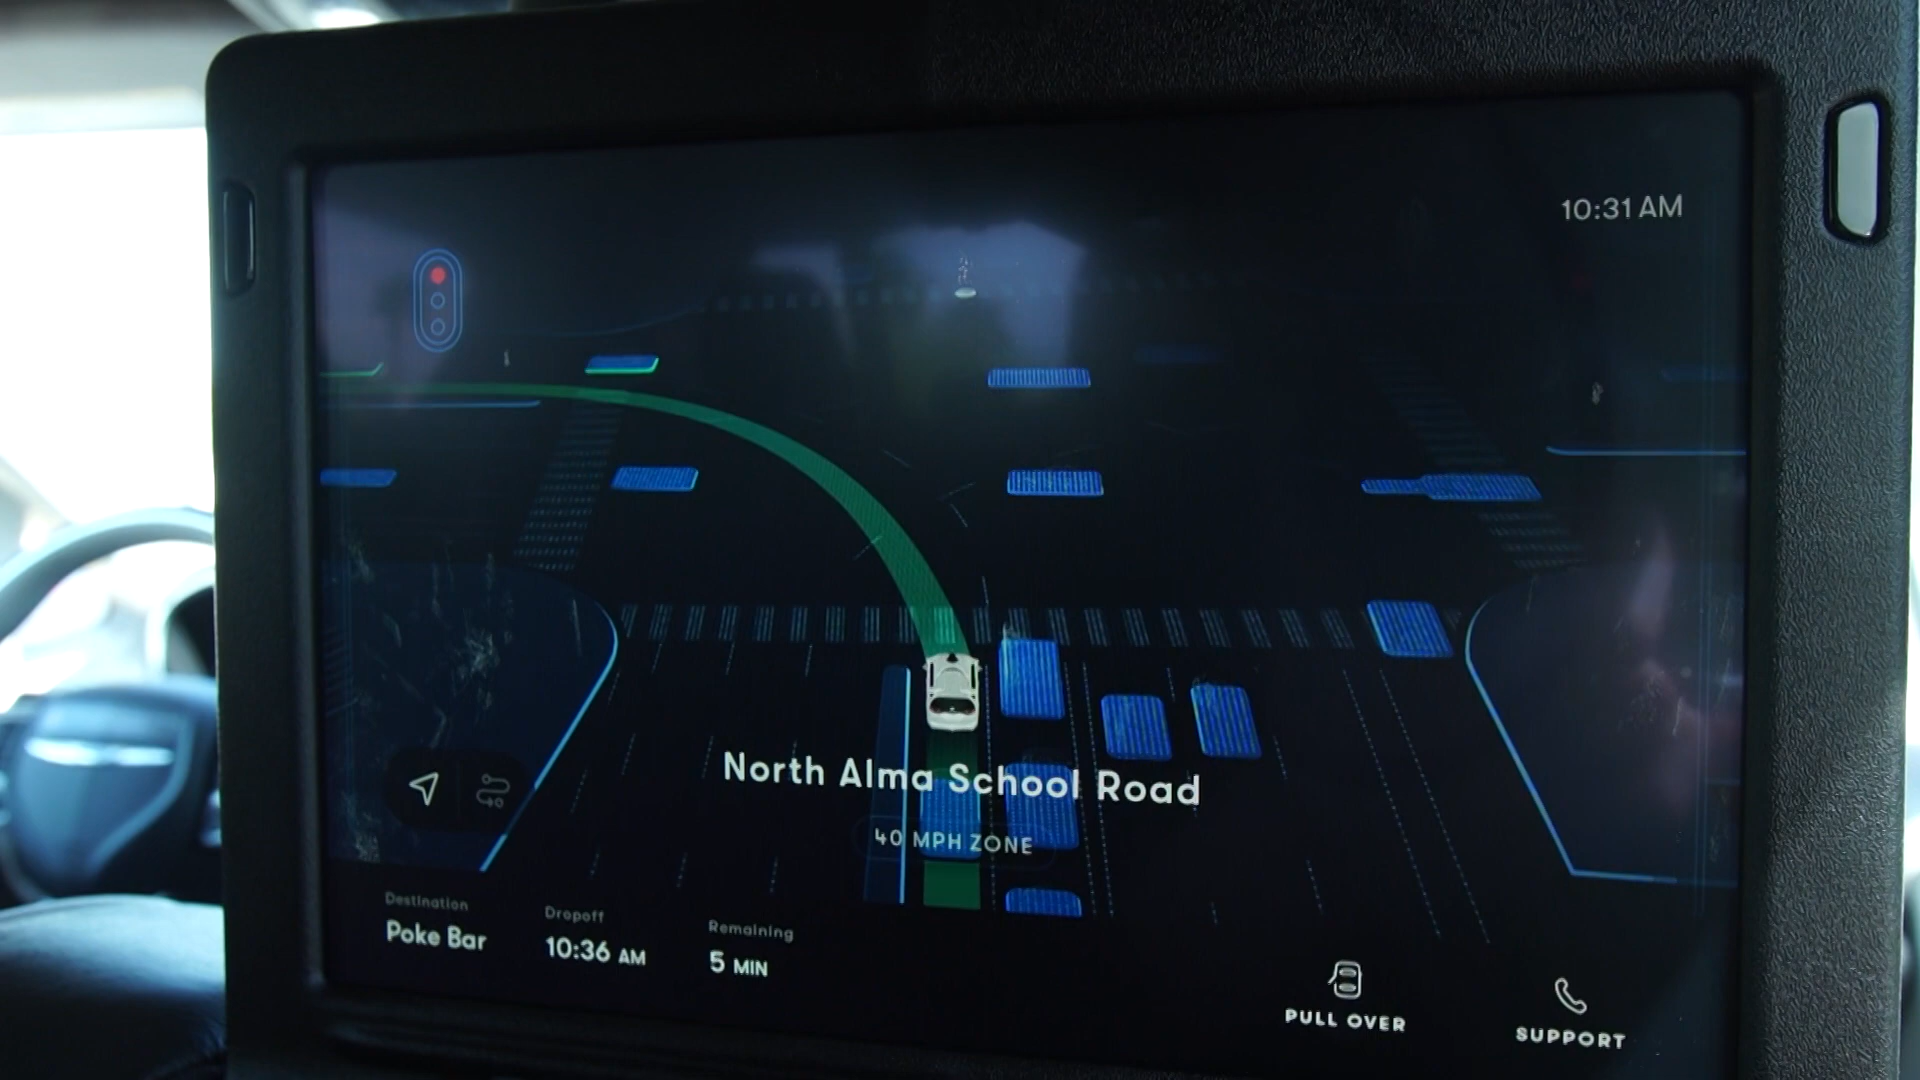 10:31 AM
North Alma School Road
40 MPH ZONE
Destination
Poke Bar
Dropoff
10:36 AM
Remaining
5 MIN
PULL OVER
SUPPORT